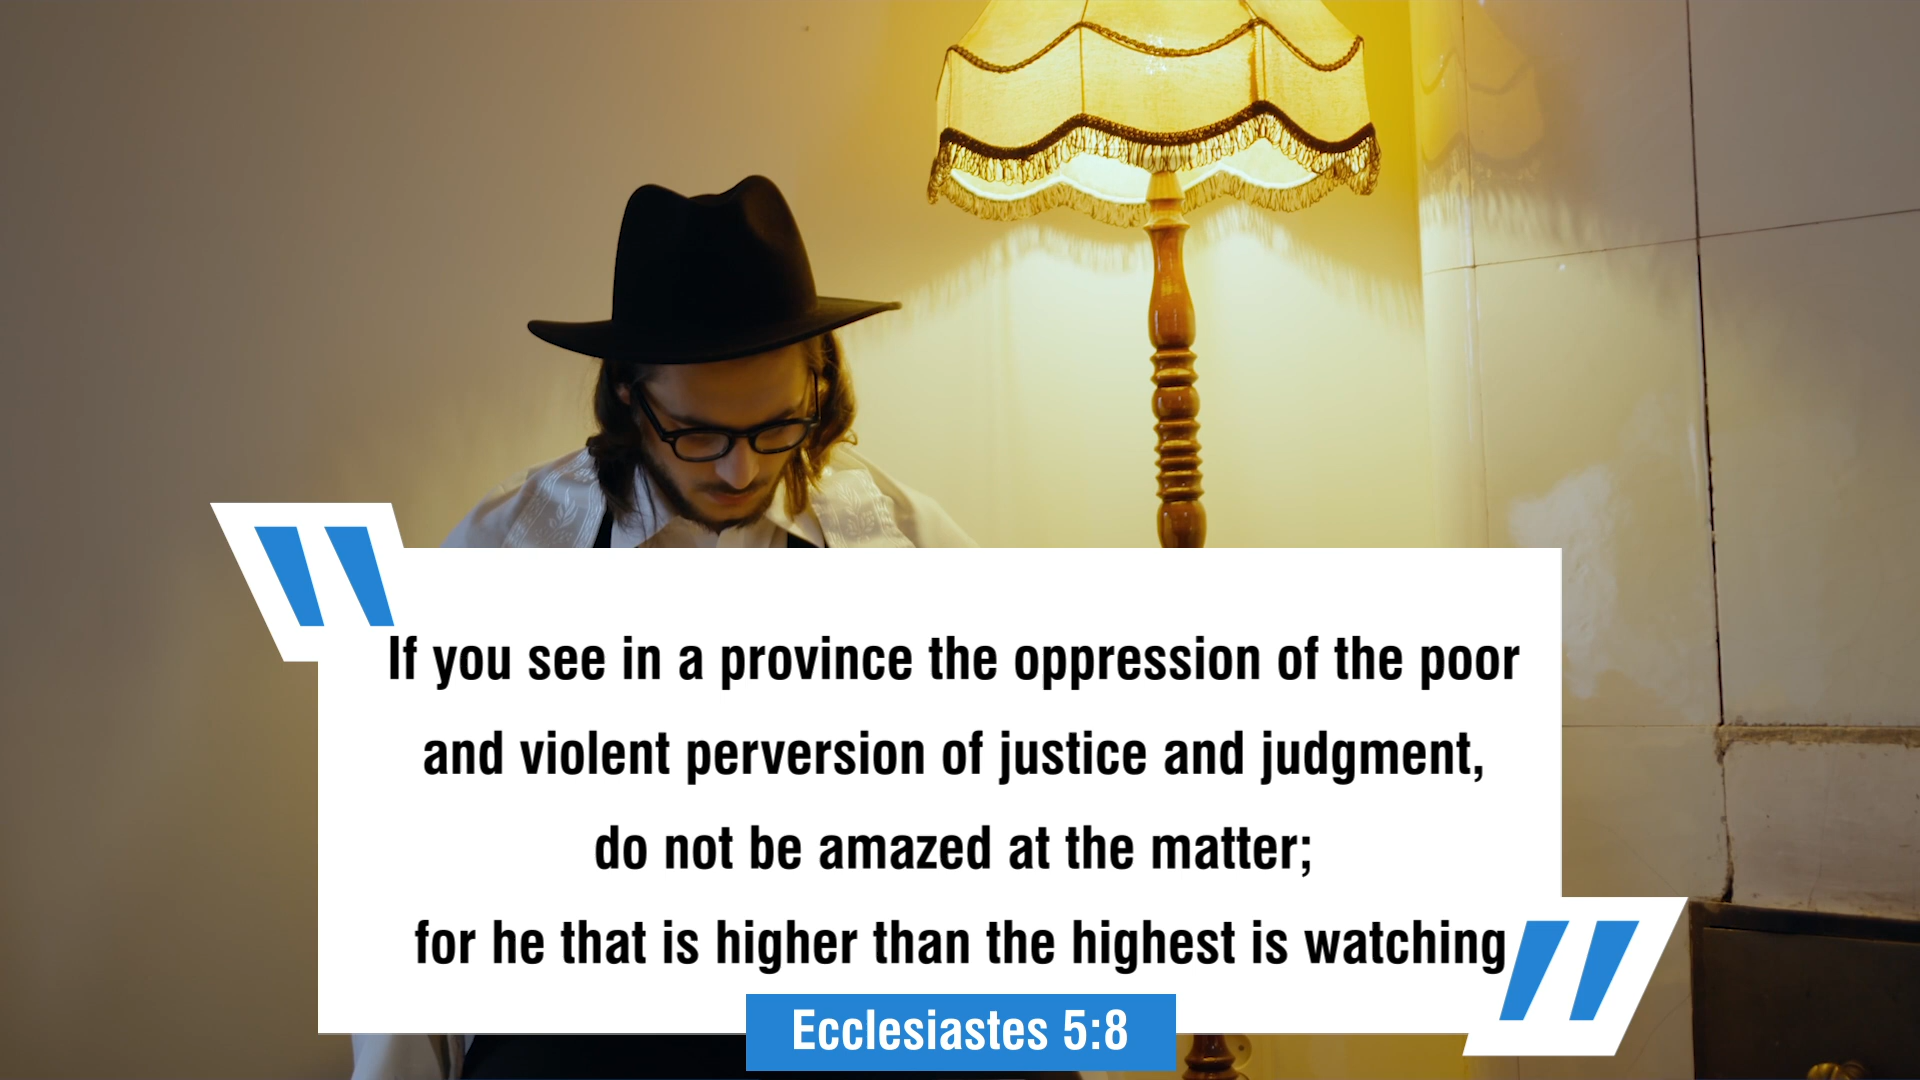 If you see in a province the oppression of the poor
and violent perversion of justice and judgment,
do not be amazed at the matter;
for he that is higher than the highest is watching
Ecclesiastes 5:8